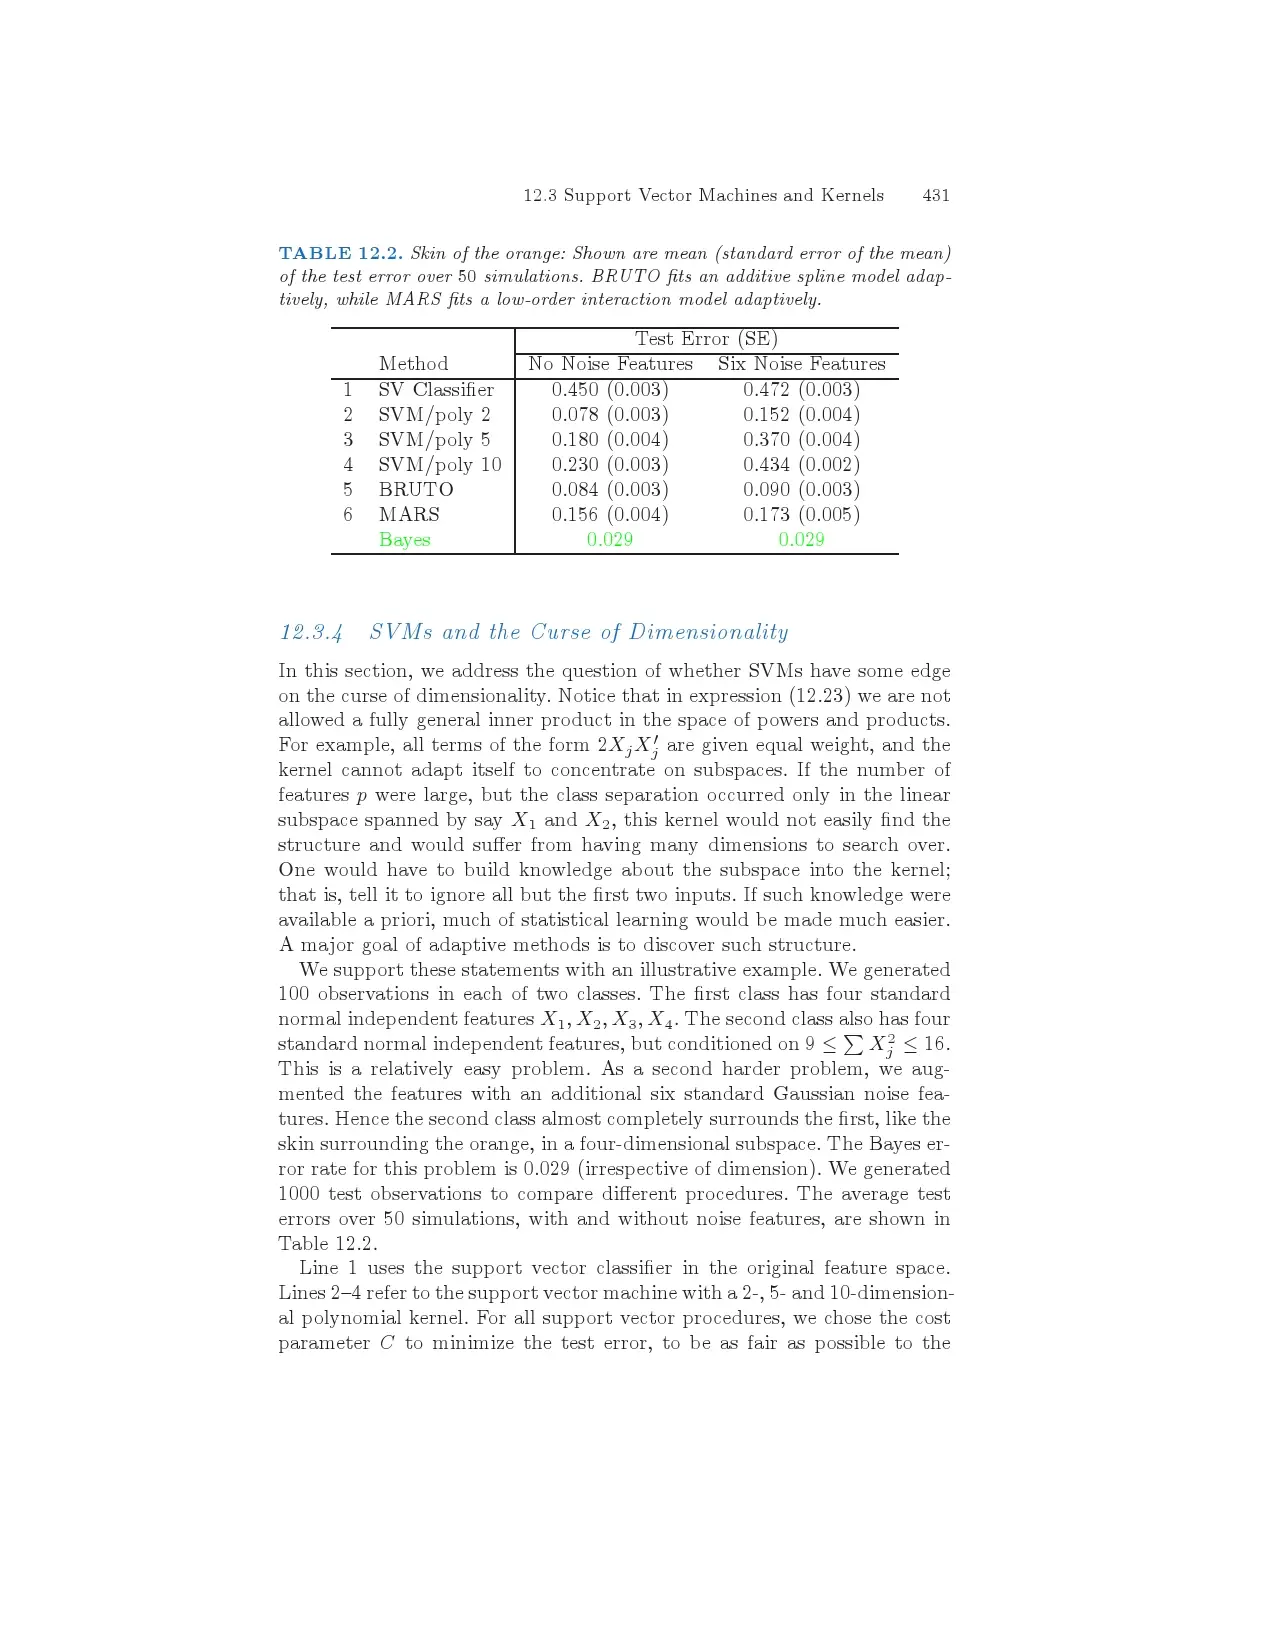 12.3 Support Vector Machines and Kernels 431
TABLE 12.2. Skin of the orange: Shown are mean (standard error of the mean)
of the test error over 50 simulations. BRUTO fits an additive spline model adap-
tively, while MARS fits a low-order interaction model adaptively.
Test Error (SE)
Method No Noise Features Six Noise Features
1 SV Classifier 0.450 (0.003) 0.472 (0.003)
2 SVM/poly 2 0.078 (0.003) 0.152 (0.004)
3 SVM/poly 5 0.180 (0.004) 0.370 (0.004)
4 SVM/poly 10 0.230 (0.003) 0.434 (0.002)
5 BRUTO 0.084 (0.003) 0.090 (0.003)
6 MARS 0.156 (0.004) 0.173 (0.005)
Bayes 0.029 0.029
12.3.4 SVMs and the Curse of Dimensionality
In this section, we address the question of whether SVMs have some edge
on the curse of dimensionality. Notice that in expression (12.23) we are not
allowed a fully general inner product in the space of powers and products.
For example, all terms of the form 2XⱼX′ⱼ are given equal weight, and the
kernel cannot adapt itself to concentrate on subspaces. If the number of
features p were large, but the class separation occurred only in the linear
subspace spanned by say X₁ and X₂, this kernel would not easily find the
structure and would suffer from having many dimensions to search over.
One would have to build knowledge about the subspace into the kernel;
that is, tell it to ignore all but the first two inputs. If such knowledge were
available a priori, much of statistical learning would be made much easier.
A major goal of adaptive methods is to discover such structure.
We support these statements with an illustrative example. We generated
100 observations in each of two classes. The first class has four standard
normal independent features X₁, X₂, X₃, X₄. The second class also has four
standard normal independent features, but conditioned on 9 ≤ ∑ Xⱼ² ≤ 16.
This is a relatively easy problem. As a second harder problem, we aug-
mented the features with an additional six standard Gaussian noise fea-
tures. Hence the second class almost completely surrounds the first, like the
skin surrounding the orange, in a four-dimensional subspace. The Bayes er-
ror rate for this problem is 0.029 (irrespective of dimension). We generated
1000 test observations to compare different procedures. The average test
errors over 50 simulations, with and without noise features, are shown in
Table 12.2.
Line 1 uses the support vector classifier in the original feature space.
Lines 2–4 refer to the support vector machine with a 2-, 5- and 10-dimension-
al polynomial kernel. For all support vector procedures, we chose the cost
parameter C to minimize the test error, to be as fair as possible to the